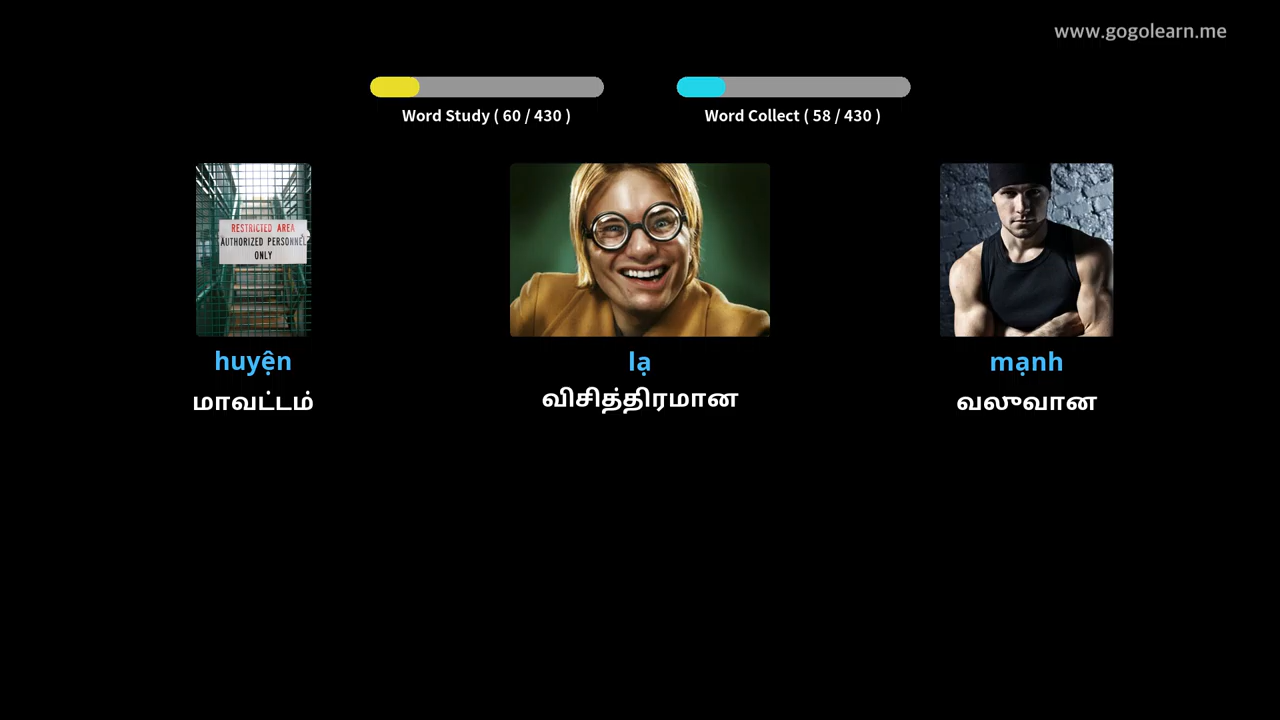 www.gogolearn.me
Word Study ( 60 / 430 )
Word Collect ( 58 / 430 )
RESTRICTED AREA
AUTHORIZED PERSONNEL
ONLY
huyện
lạ
mạnh
மாவட்டம்
விசித்திரமான
வலுவான